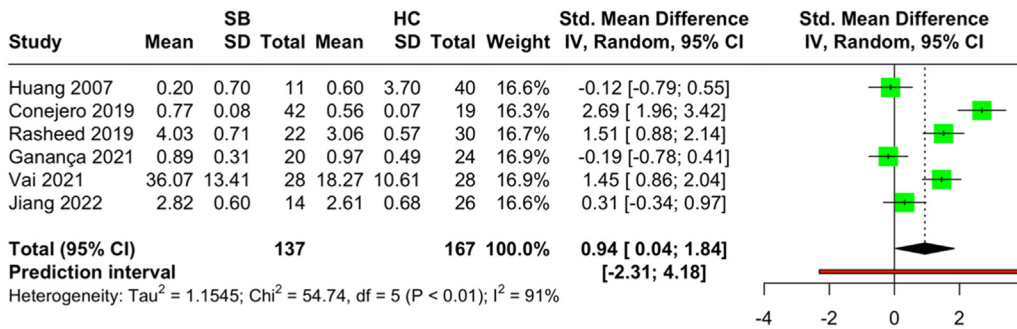 SB HC Std. Mean Difference Std. Mean Difference
Study Mean SD Total Mean SD Total Weight IV, Random, 95% CI IV, Random, 95% CI
Huang 2007 0.20 0.70 11 0.60 3.70 40 16.6% -0.12 [-0.79; 0.55]
Conejero 2019 0.77 0.08 42 0.56 0.07 19 16.3% 2.69 [ 1.96; 3.42]
Rasheed 2019 4.03 0.71 22 3.06 0.57 30 16.7% 1.51 [ 0.88; 2.14]
Ganança 2021 0.89 0.31 20 0.97 0.49 24 16.9% -0.19 [-0.78; 0.41]
Vai 2021 36.07 13.41 28 18.27 10.61 28 16.9% 1.45 [ 0.86; 2.04]
Jiang 2022 2.82 0.60 14 2.61 0.68 26 16.6% 0.31 [-0.34; 0.97]
Total (95% CI) 137 167 100.0% 0.94 [ 0.04; 1.84]
Prediction interval [-2.31; 4.18]
Heterogeneity: Tau² = 1.1545; Chi² = 54.74, df = 5 (P < 0.01); I² = 91%
-4 -2 0 2